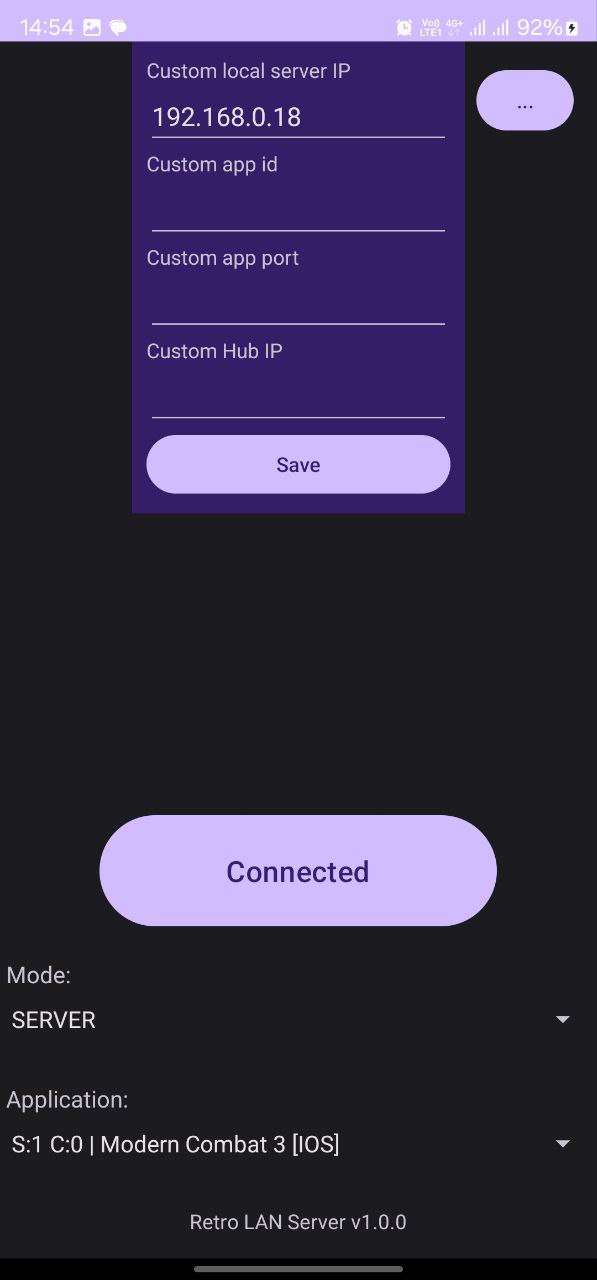 14:54
Vo)) LTE1 4G+ 92%
Custom local server IP
...
192.168.0.18
Custom app id
Custom app port
Custom Hub IP
Save
Connected
Mode:
SERVER
Application:
S:1 C:0 | Modern Combat 3 [IOS]
Retro LAN Server v1.0.0